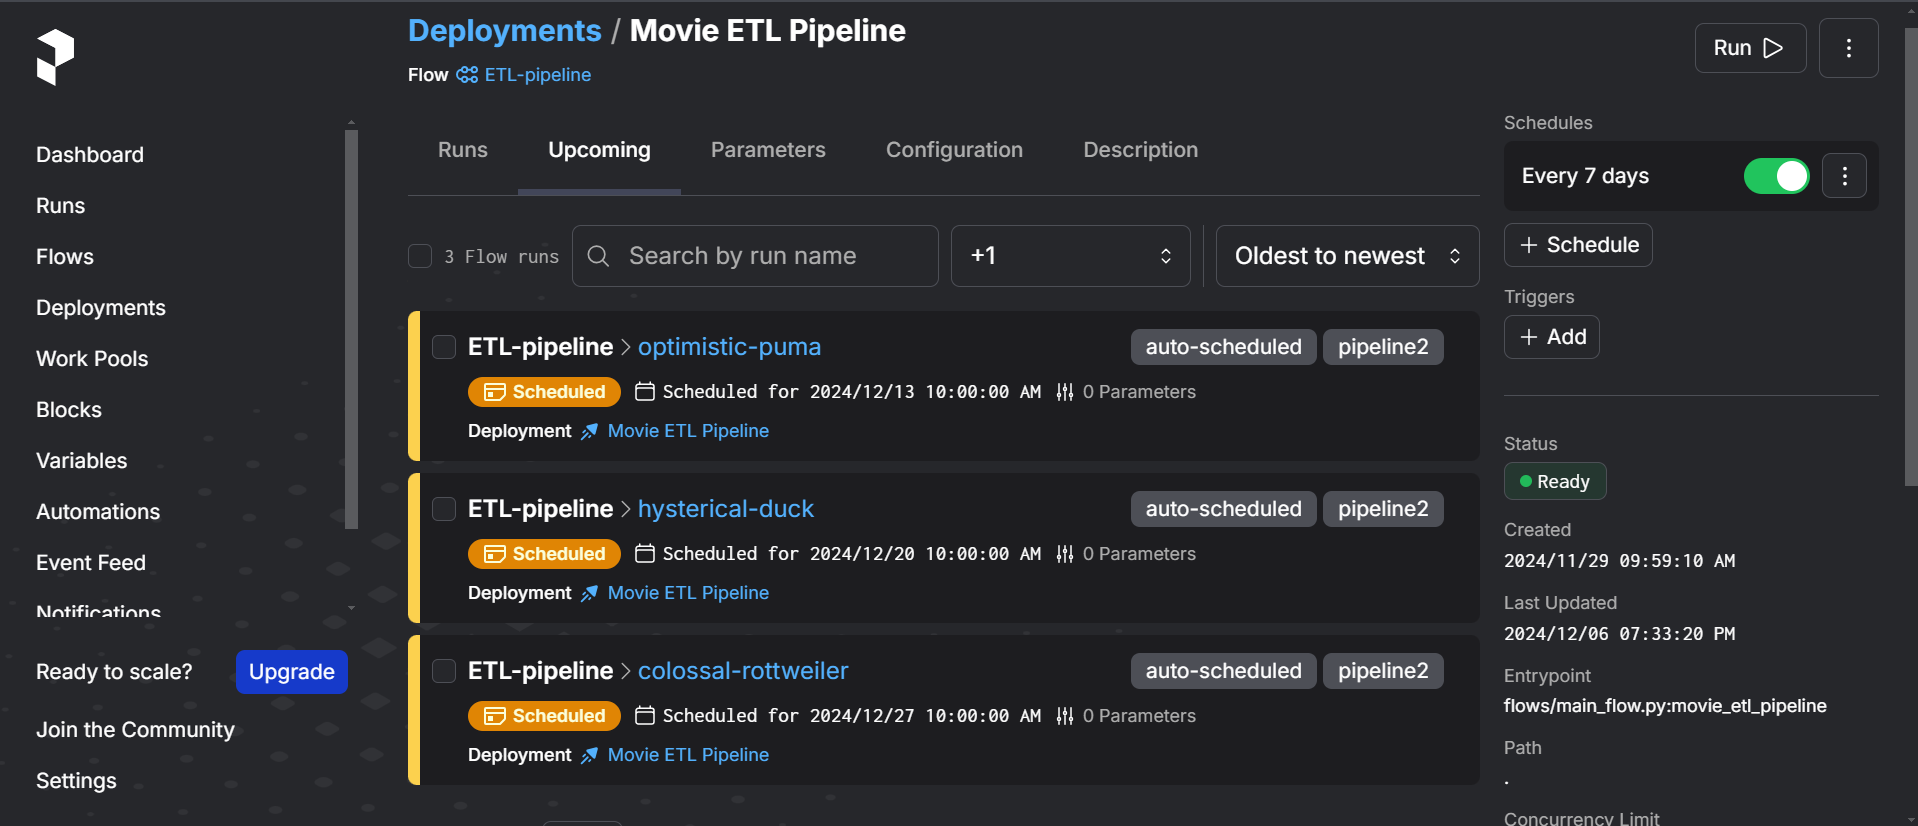 Deployments / Movie ETL Pipeline
Flow ETL-pipeline
Run
Dashboard
Runs
Flows
Deployments
Work Pools
Blocks
Variables
Automations
Event Feed
Notifications
Ready to scale? Upgrade
Join the Community
Settings
Runs Upcoming Parameters Configuration Description
3 Flow runs Search by run name +1 Oldest to newest
ETL-pipeline > optimistic-puma auto-scheduled pipeline2
Scheduled Scheduled for 2024/12/13 10:00:00 AM 0 Parameters
Deployment Movie ETL Pipeline
ETL-pipeline > hysterical-duck auto-scheduled pipeline2
Scheduled Scheduled for 2024/12/20 10:00:00 AM 0 Parameters
Deployment Movie ETL Pipeline
ETL-pipeline > colossal-rottweiler auto-scheduled pipeline2
Scheduled Scheduled for 2024/12/27 10:00:00 AM 0 Parameters
Deployment Movie ETL Pipeline
Schedules
Every 7 days
+ Schedule
Triggers
+ Add
Status
Ready
Created
2024/11/29 09:59:10 AM
Last Updated
2024/12/06 07:33:20 PM
Entrypoint
flows/main_flow.py:movie_etl_pipeline
Path
.
Concurrency Limit